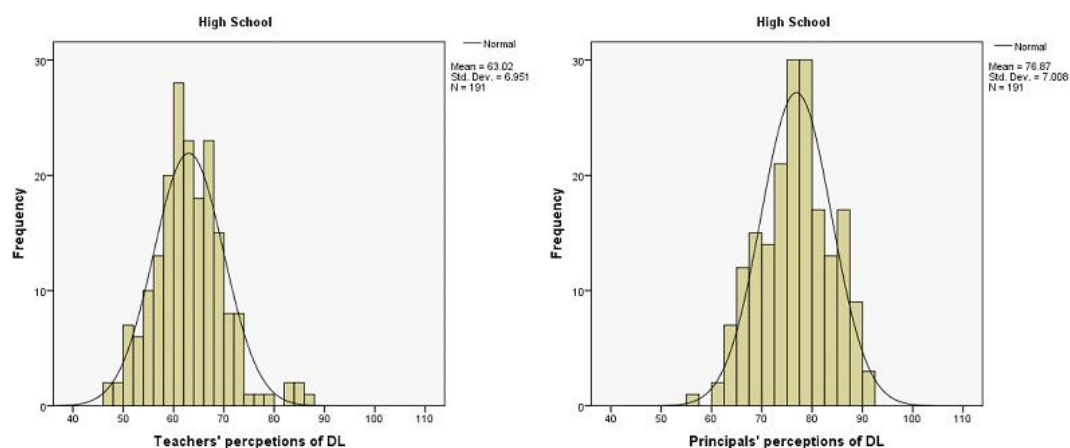 High School
Normal
Mean = 63.02
Std. Dev. = 6.951
N = 191
30
20
10
0
Frequency
40 50 60 70 80 90 100 110
Teachers' percpetions of DL
High School
Normal
Mean = 76.87
Std. Dev. = 7.008
N = 191
30
20
10
0
Frequency
40 50 60 70 80 90 100 110
Principals' perceptions of DL